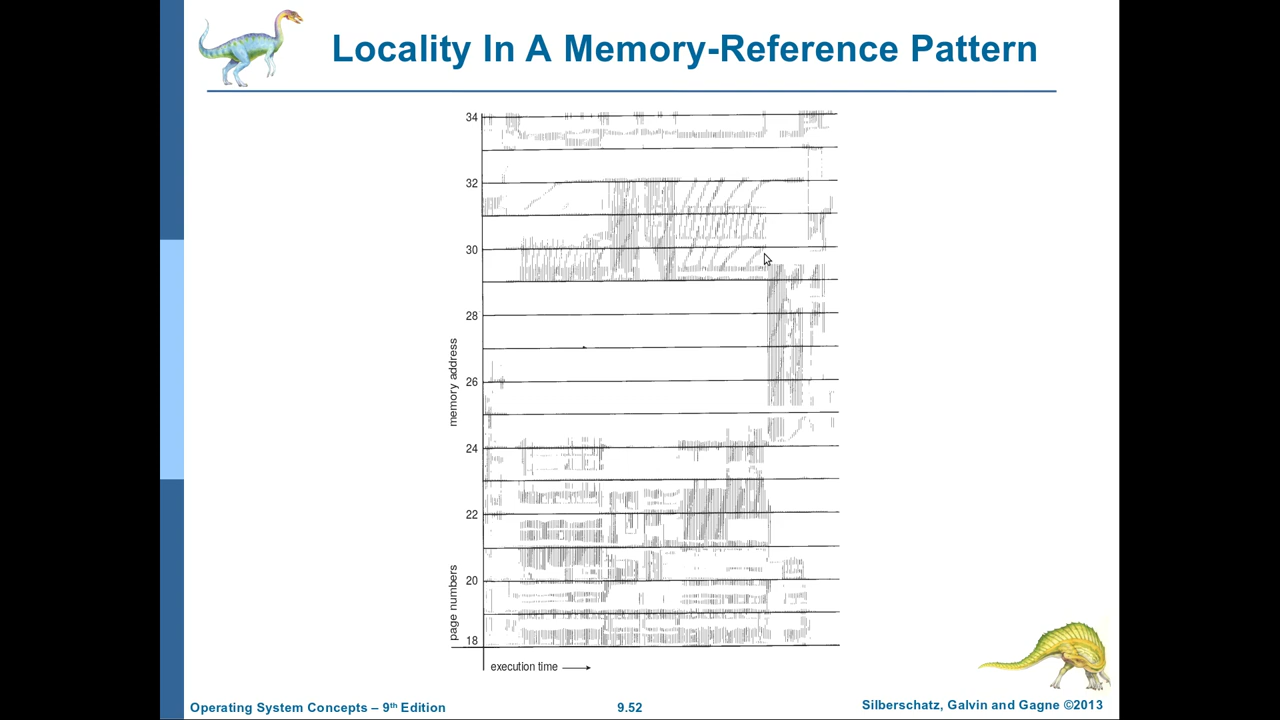 Locality In A Memory-Reference Pattern
34
32
30
28
26
24
22
20
18
memory address
page numbers
execution time
Operating System Concepts – 9th Edition
9.52
Silberschatz, Galvin and Gagne ©2013